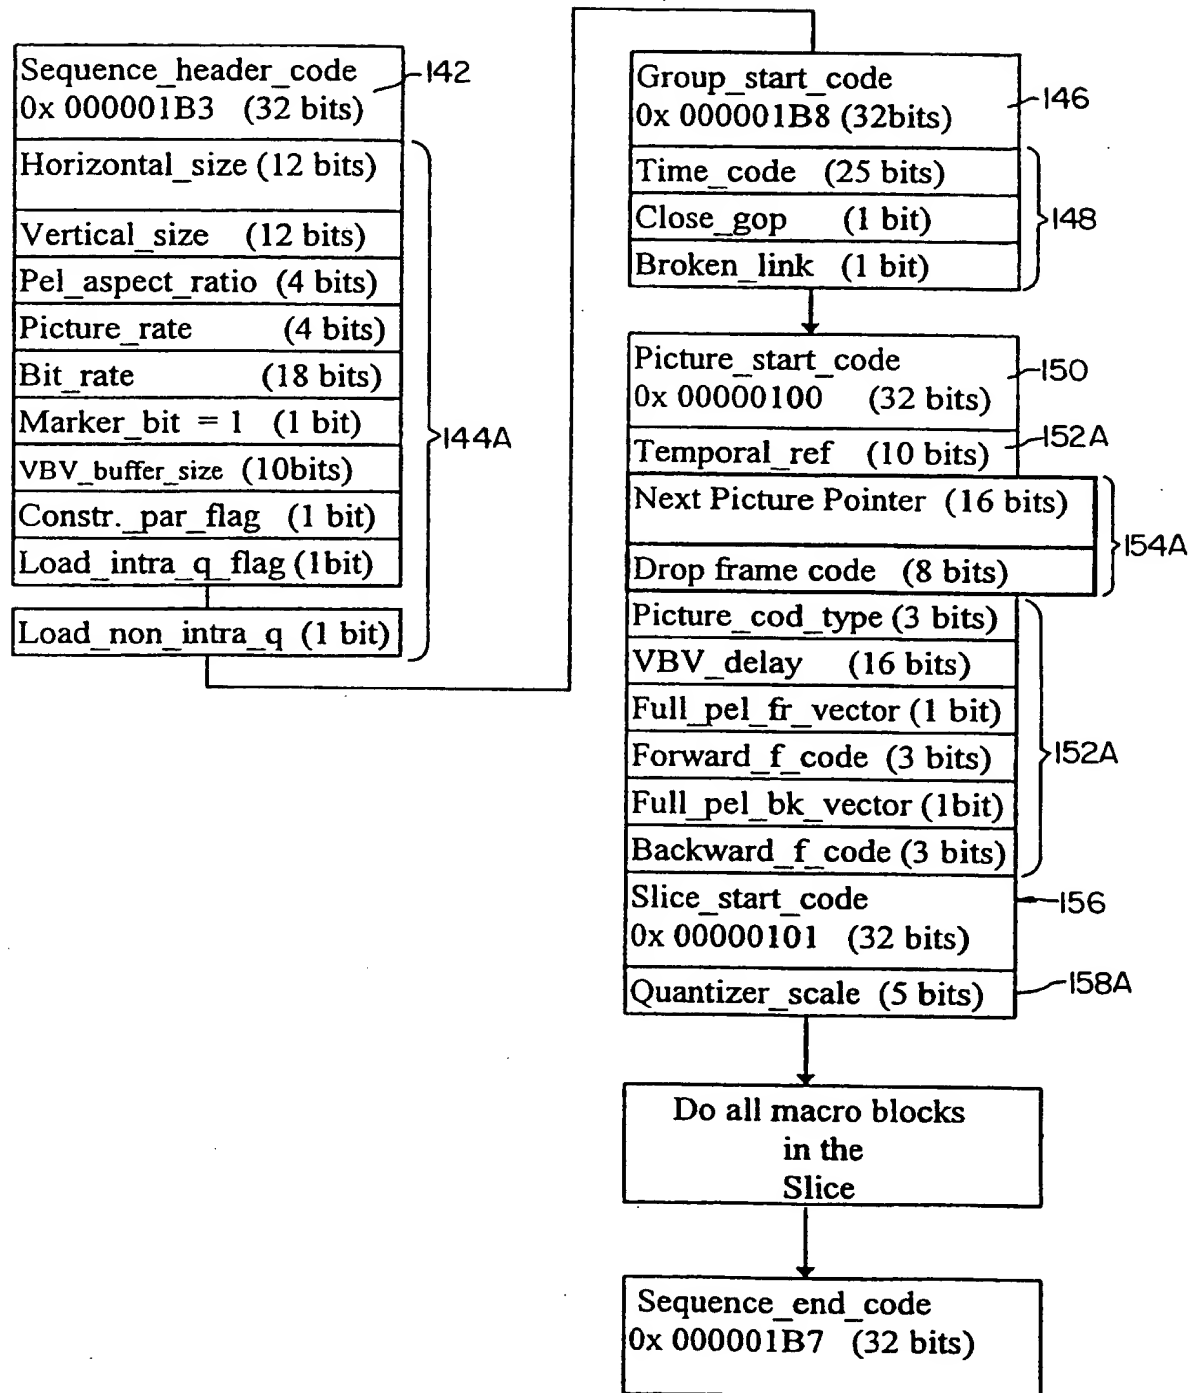 Sequence_header_code
0x 000001B3 (32 bits)
142
Horizontal_size (12 bits)
Vertical_size (12 bits)
Pel_aspect_ratio (4 bits)
Picture_rate (4 bits)
Bit_rate (18 bits)
Marker_bit = 1 (1 bit)
VBV_buffer_size (10bits)
Constr._par_flag (1 bit)
Load_intra_q_flag (1bit)
Load_non_intra_q (1 bit)
144A
Group_start_code
0x 000001B8 (32bits)
146
Time_code (25 bits)
Close_gop (1 bit)
Broken_link (1 bit)
148
Picture_start_code
0x 00000100 (32 bits)
150
Temporal_ref (10 bits)
152A
Next Picture Pointer (16 bits)
Drop frame code (8 bits)
154A
Picture_cod_type (3 bits)
VBV_delay (16 bits)
Full_pel_fr_vector (1 bit)
Forward_f_code (3 bits)
Full_pel_bk_vector (1bit)
Backward_f_code (3 bits)
152A
Slice_start_code
0x 00000101 (32 bits)
156
Quantizer_scale (5 bits)
158A
Do all macro blocks
in the
Slice
Sequence_end_code
0x 000001B7 (32 bits)